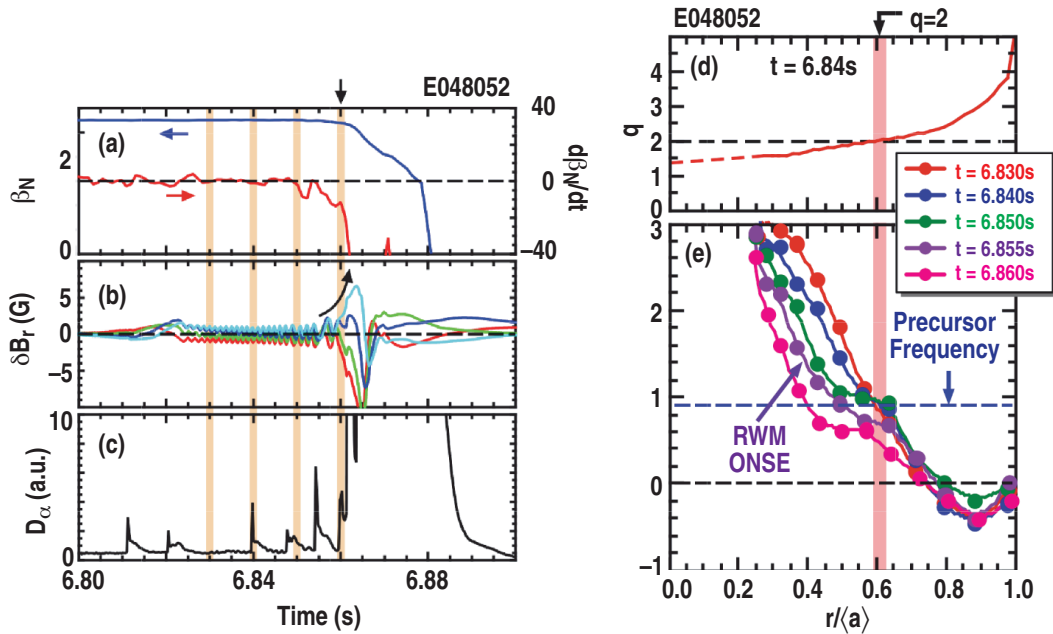 E048052
(a)
β_N
2
0
40
0
−40
dβ_N/dt
(b)
δB_r (G)
5
0
−5
(c)
D_α (a.u.)
10
0
6.80
6.84
6.88
Time (s)
E048052
q=2
(d)
t = 6.84s
q
4
3
2
1
0
t = 6.830s
t = 6.840s
t = 6.850s
t = 6.855s
t = 6.860s
(e)
3
2
1
0
−1
Precursor
Frequency
RWM
ONSE
0.0
0.2
0.4
0.6
0.8
1.0
r/⟨a⟩